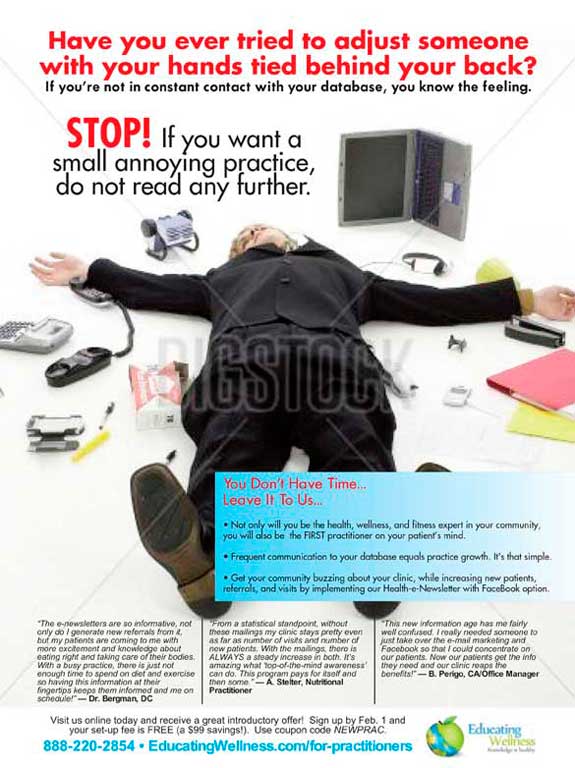 Have you ever tried to adjust someone
with your hands tied behind your back?
If you're not in constant contact with your database, you know the feeling.
STOP! If you want a
small annoying practice,
do not read any further.
BIGSTOCK
You Don't Have Time...
Leave It To Us...
• Not only will you be the health, wellness, and fitness expert in your community,
you will also be the FIRST practitioner on your patient's mind.
• Frequent communication to your database equals practice growth. It's that simple.
• Get your community buzzing about your clinic, while increasing new patients,
referrals, and visits by implementing our Health-e-Newsletter with FaceBook option.
"The e-newsletters are so informative, not
only do I generate new referrals from it,
but my patients are coming to me with
more excitement and knowledge about
eating right and taking care of their bodies.
With a busy practice, there is just not
enough time to spend on diet and exercise
so having this information at their
fingertips keeps them informed and me on
schedule!" — Dr. Bergman, DC
"From a statistical standpoint, without
these mailings my clinic stays pretty even
as far as number of visits and number of
new patients. With the mailings, there is
ALWAYS a steady increase in both. It's
amazing what 'top-of-the-mind awareness'
can do. This program pays for itself and
then some." — A. Stelter, Nutritional
Practitioner
"This new information age has me fairly
well confused. I really needed someone to
just take over the e-mail marketing and
Facebook so that I could concentrate on
our patients. Now our patients get the info
they need and our clinic reaps the
benefits!" — B. Perigo, CA/Office Manager
Visit us online today and receive a great introductory offer! Sign up by Feb. 1 and
your set-up fee is FREE (a $99 savings!). Use coupon code NEWPRAC.
888-220-2854 • EducatingWellness.com/for-practitioners
Educating
Wellness
Knowledge is healthy